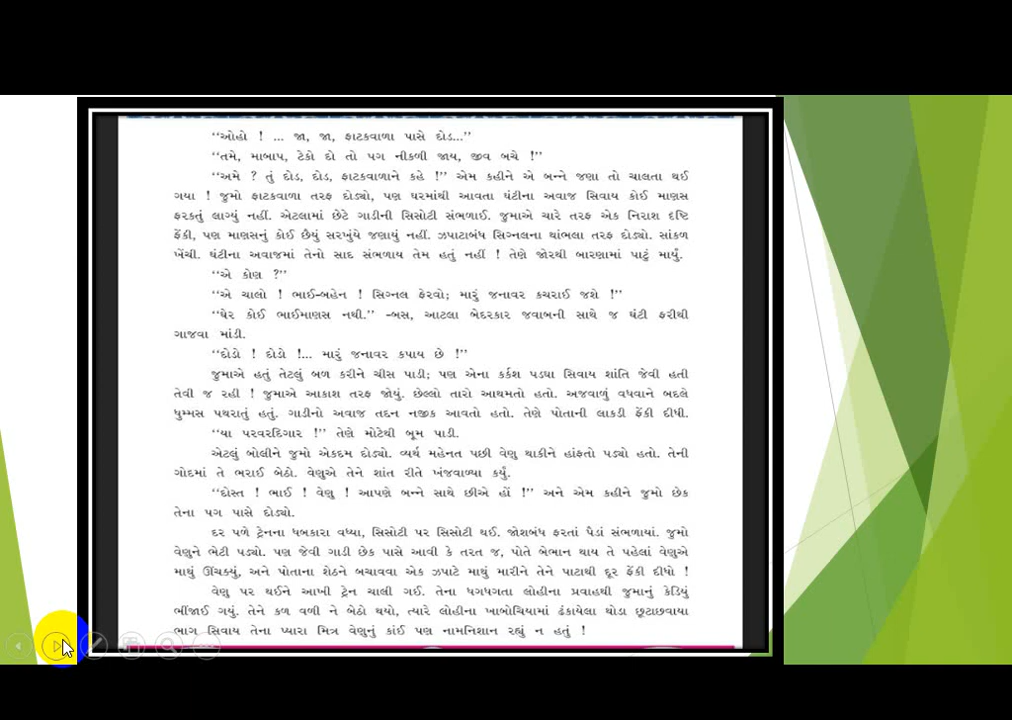 ‘‘ઓહો ! ... જા, જા, ફાટકવાળા પાસે દોડ...’’
‘‘તમે, માબાપ, ટેકો દો તો પગ નીકળી જાય, જીવ બચે !’’
‘‘અમે ? તું દોડ, દોડ, ફાટકવાળાને કહે !’’ એમ કહીને એ બન્ને જણા તો ચાલતા થઈ
ગયા ! જુમો ફાટકવાળા તરફ દોડ્યો, પણ ઘરમાંથી આવતા ઘંટીના અવાજ સિવાય કોઈ માણસ
ફરકતું લાગ્યું નહીં. એટલામાં છેટે ગાડીની સિસોટી સંભળાઈ. જુમાએ ચારે તરફ એક નિરાશ દૃષ્ટિ
ફેંકી, પણ માણસનું કોઈ છૈયું સરખુંયે જણાયું નહીં. ઝપાટાબંધ સિગ્નલના થાંભલા તરફ દોડ્યો. સાંકળ
ખેંચી. ઘંટીના અવાજમાં તેનો સાદ સંભળાય તેમ હતું નહીં ! તેણે જોરથી બારણામાં પાટું માર્યું.
‘‘એ કોણ ?’’
‘‘એ ચાલો ! ભાઈ-બહેન ! સિગ્નલ ફેરવો; મારું જનાવર કચરાઈ જશે !’’
‘‘ઘેર કોઈ ભાઈમાણસ નથી.’’ -બસ, આટલા બેદરકાર જવાબની સાથે જ ઘંટી ફરીથી
ગાજવા માંડી.
‘‘દોડો ! દોડો !... મારું જનાવર કપાય છે !’’
જુમાએ હતું તેટલું બળ કરીને ચીસ પાડી; પણ એના કર્કશ પડઘા સિવાય શાંતિ જેવી હતી
તેવી જ રહી ! જુમાએ આકાશ તરફ જોયું. છેલ્લો તારો આથમતો હતો. અજવાળું વધવાને બદલે
ધુમ્મસ પથરાતું હતું. ગાડીનો અવાજ તદન નજીક આવતો હતો. તેણે પોતાની લાકડી ફેંકી દીધી.
‘‘યા પરવરદિગાર !’’ તેણે મોટેથી બૂમ પાડી.
એટલું બોલીને જુમો એકદમ દોડ્યો. વ્યર્થ મહેનત પછી વેણુ થાકીને હાંફતો પડ્યો હતો. તેની
ગોદમાં તે ભરાઈ બેઠો. વેણુએ તેને શાંત રીતે ખંજવાળ્યા કર્યું.
‘‘દોસ્ત ! ભાઈ ! વેણુ ! આપણે બન્ને સાથે છીએ હોં !’’ અને એમ કહીને જુમો છેક
તેના પગ પાસે દોડ્યો.
દર પળે ટ્રેનના ધબકારા વધ્યા, સિસોટી પર સિસોટી થઈ. જોશબંધ ફરતાં પૈડાં સંભળાયાં. જુમો
વેણુને ભેટી પડ્યો. પણ જેવી ગાડી છેક પાસે આવી કે તરત જ, પોતે બેભાન થાય તે પહેલાં વેણુએ
માથું ઊંચક્યું, અને પોતાના શેઠને બચાવવા એક ઝપાટે માથું મારીને તેને પાટાથી દૂર ફેંકી દીધો !
વેણુ પર થઈને આખી ટ્રેન ચાલી ગઈ. તેના ધગધગતા લોહીના પ્રવાહથી જુમાનું કેડિયું
ભીંજાઈ ગયું. તેને કળ વળી ને બેઠો થયો, ત્યારે લોહીના ખાબોચિયામાં ઢંકાયેલા થોડા છૂટાછવાયા
ભાગ સિવાય તેના પ્યારા મિત્ર વેણુનું કાંઈ પણ નામનિશાન રહ્યું ન હતું !